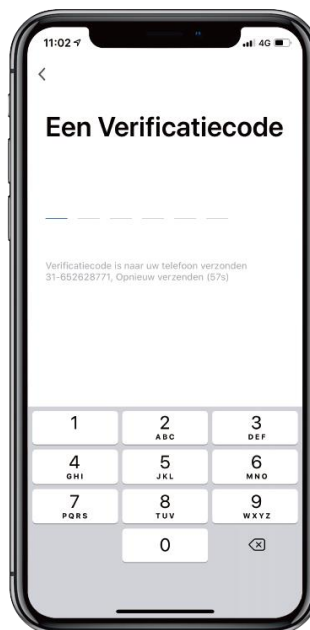 11:02
4G
Een Verificatiecode
Verificatiecode is naar uw telefoon verzonden
31-652628771, Opnieuw verzenden (57s)
1
2
ABC
3
DEF
4
GHI
5
JKL
6
MNO
7
PQRS
8
TUV
9
WXYZ
0